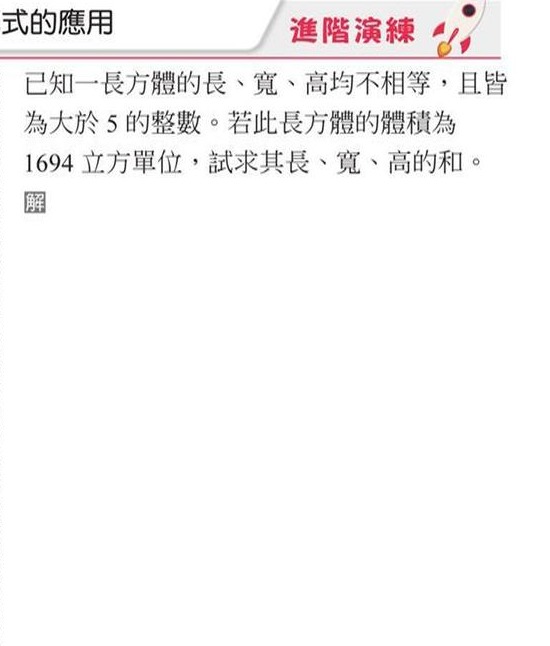 式的應用
進階演練
已知一長方體的長、寬、高均不相等，且皆
為大於 5 的整數。若此長方體的體積為
1694 立方單位，試求其長、寬、高的和。
解